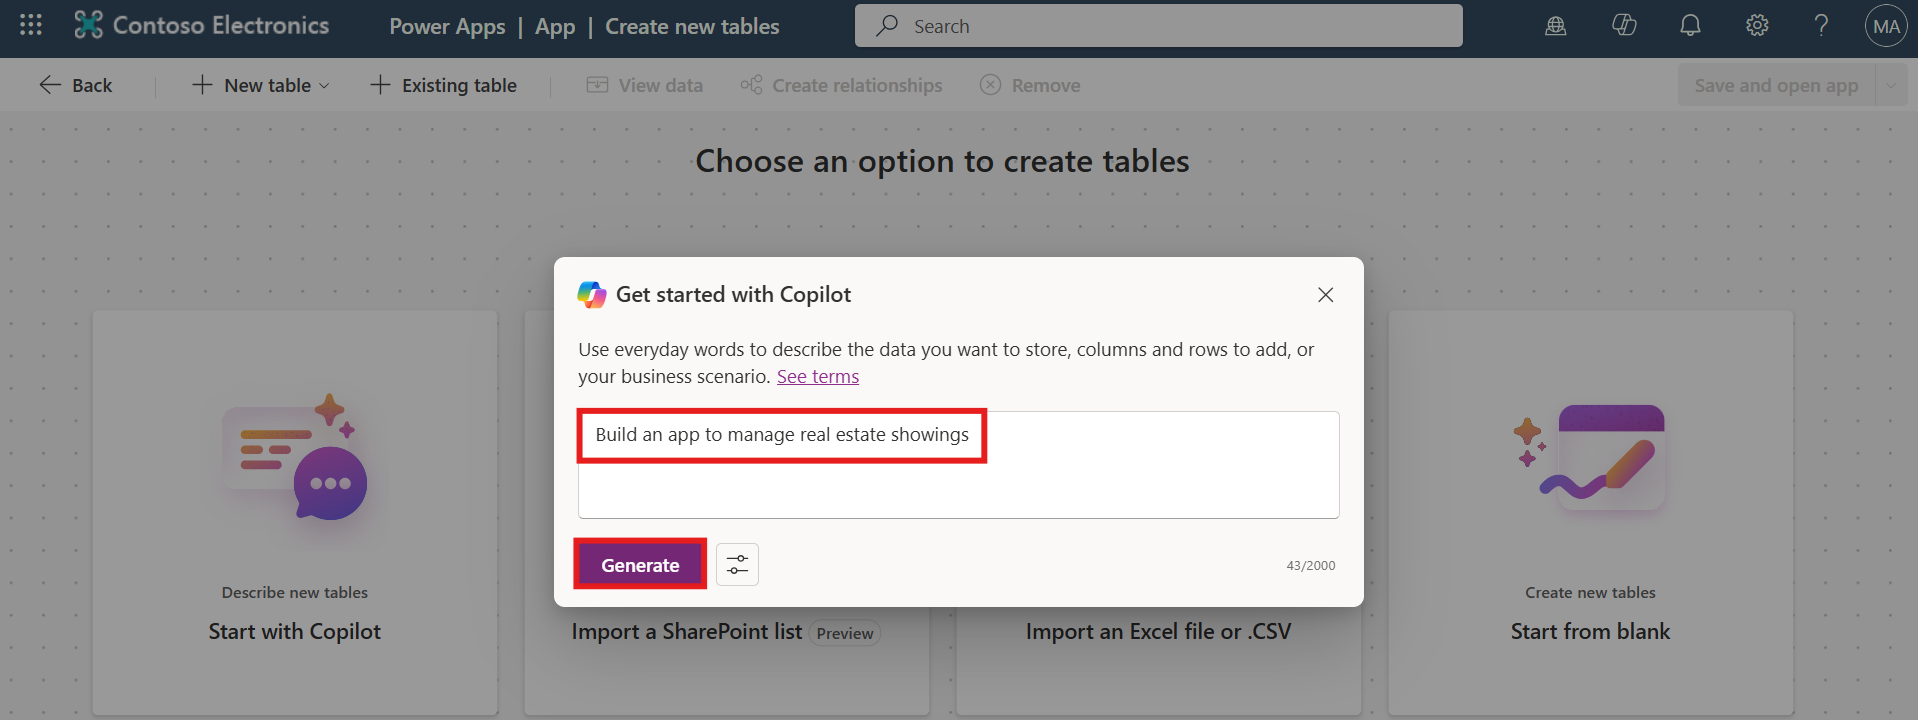 Contoso Electronics
Power Apps | App | Create new tables
Search
MA
Back
New table
Existing table
View data
Create relationships
Remove
Save and open app
Choose an option to create tables
Get started with Copilot
Use everyday words to describe the data you want to store, columns and rows to add, or
your business scenario. See terms
Build an app to manage real estate showings
Generate
43/2000
Describe new tables
Start with Copilot
Import a SharePoint list Preview
Import an Excel file or .CSV
Create new tables
Start from blank